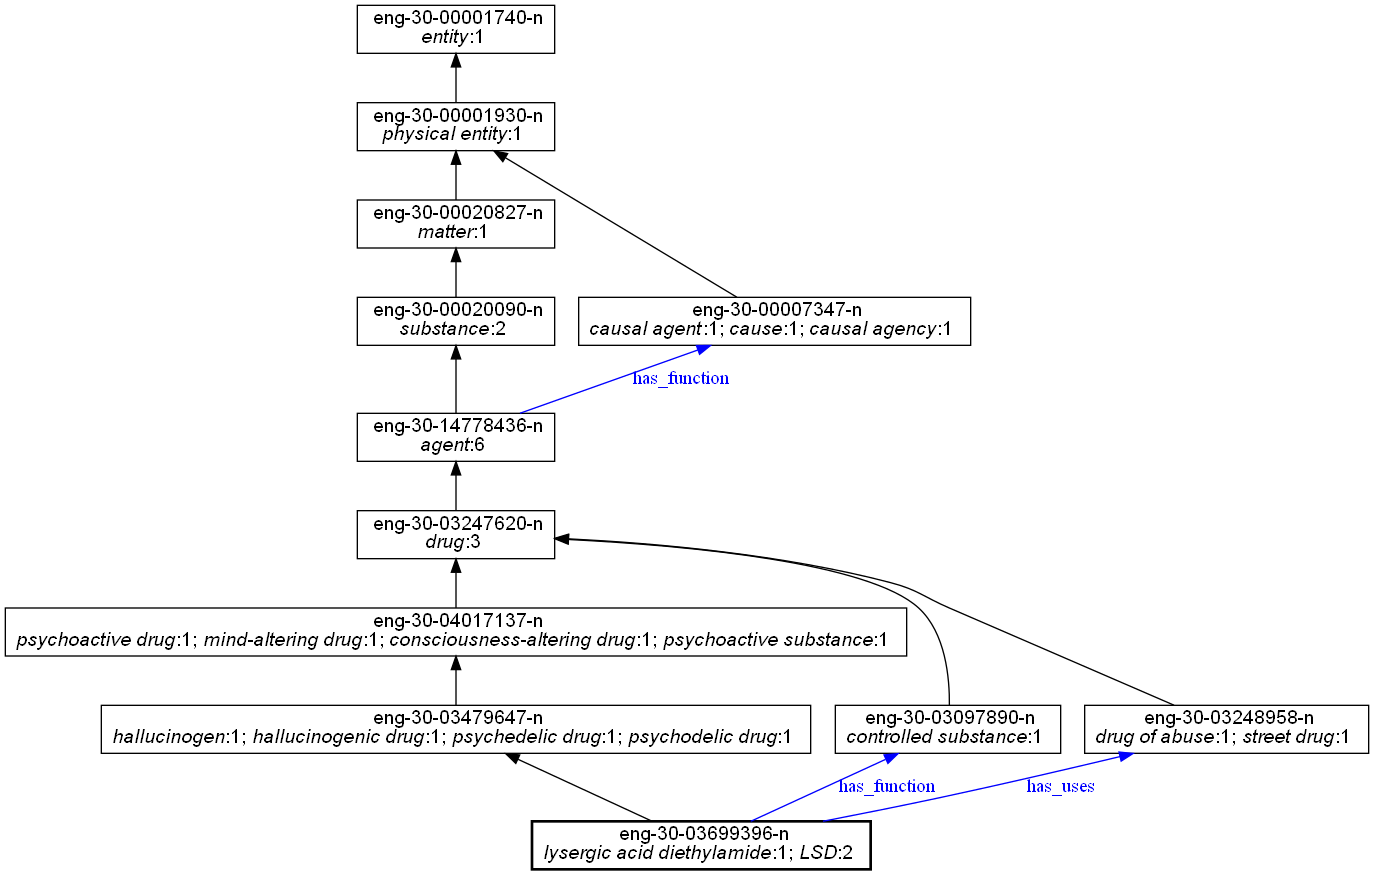 eng-30-00001740-n
entity:1
eng-30-00001930-n
physical entity:1
eng-30-00020827-n
matter:1
eng-30-00020090-n
substance:2
eng-30-00007347-n
causal agent:1; cause:1; causal agency:1
has_function
eng-30-14778436-n
agent:6
eng-30-03247620-n
drug:3
eng-30-04017137-n
psychoactive drug:1; mind-altering drug:1; consciousness-altering drug:1; psychoactive substance:1
eng-30-03479647-n
hallucinogen:1; hallucinogenic drug:1; psychedelic drug:1; psychodelic drug:1
eng-30-03097890-n
controlled substance:1
eng-30-03248958-n
drug of abuse:1; street drug:1
has_function
has_uses
eng-30-03699396-n
lysergic acid diethylamide:1; LSD:2